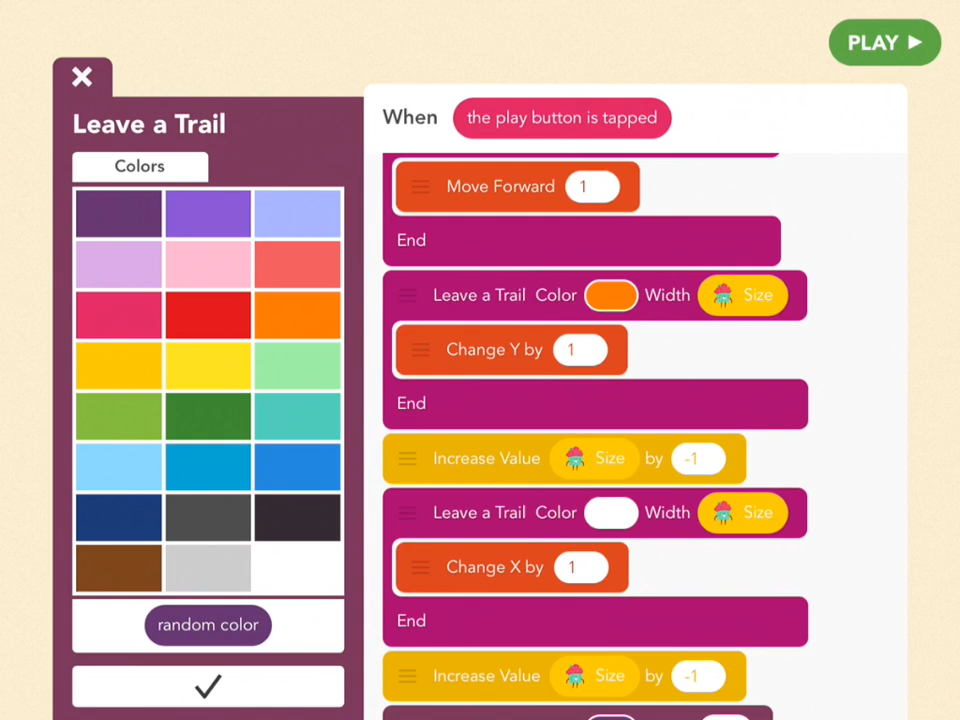 PLAY
Leave a Trail
Colors
random color
When the play button is tapped
Move Forward 1
End
Leave a Trail Color Width Size
Change Y by 1
End
Increase Value Size by -1
Leave a Trail Color Width Size
Change X by 1
End
Increase Value Size by -1